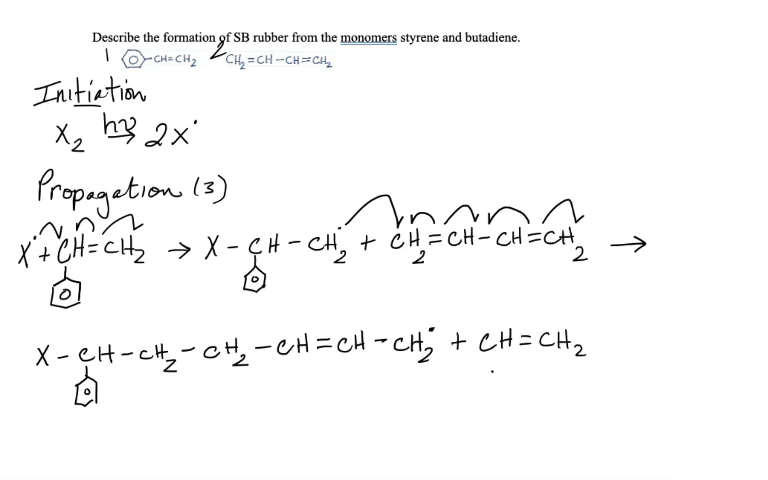 Describe the formation of SB rubber from the monomers styrene and butadiene.
1 ⌬-CH=CH₂ 2 CH₂=CH-CH=CH₂
Initiation
X₂ hν→ 2X•
Propagation (3)
X• + CH=CH₂ → X-CH-CH₂• + CH₂=CH-CH=CH₂ →
X-CH-CH₂-CH₂-CH=CH-CH₂• + CH=CH₂